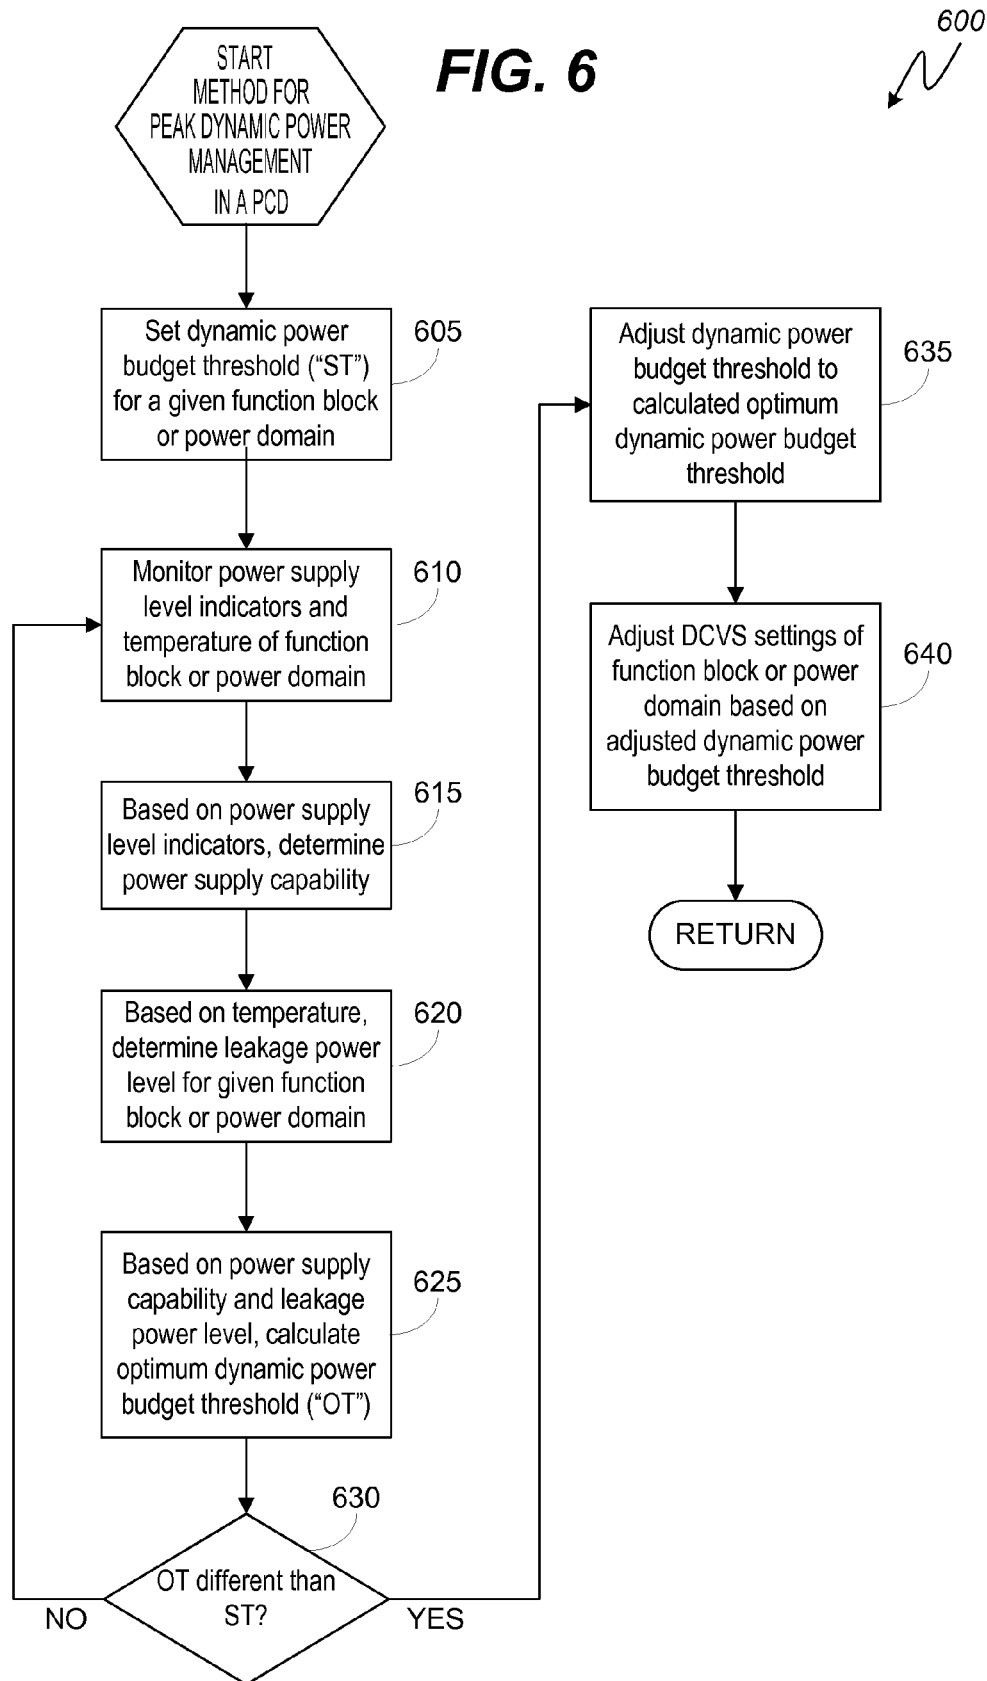 FIG. 6
600
START
METHOD FOR
PEAK DYNAMIC POWER
MANAGEMENT
IN A PCD
Set dynamic power
budget threshold (“ST”)
for a given function block
or power domain
605
Monitor power supply
level indicators and
temperature of function
block or power domain
610
Based on power supply
level indicators, determine
power supply capability
615
Based on temperature,
determine leakage power
level for given function
block or power domain
620
Based on power supply
capability and leakage
power level, calculate
optimum dynamic power
budget threshold (“OT”)
625
630
OT different than
ST?
NO
YES
Adjust dynamic power
budget threshold to
calculated optimum
dynamic power budget
threshold
635
Adjust DCVS settings of
function block or power
domain based on
adjusted dynamic power
budget threshold
640
RETURN